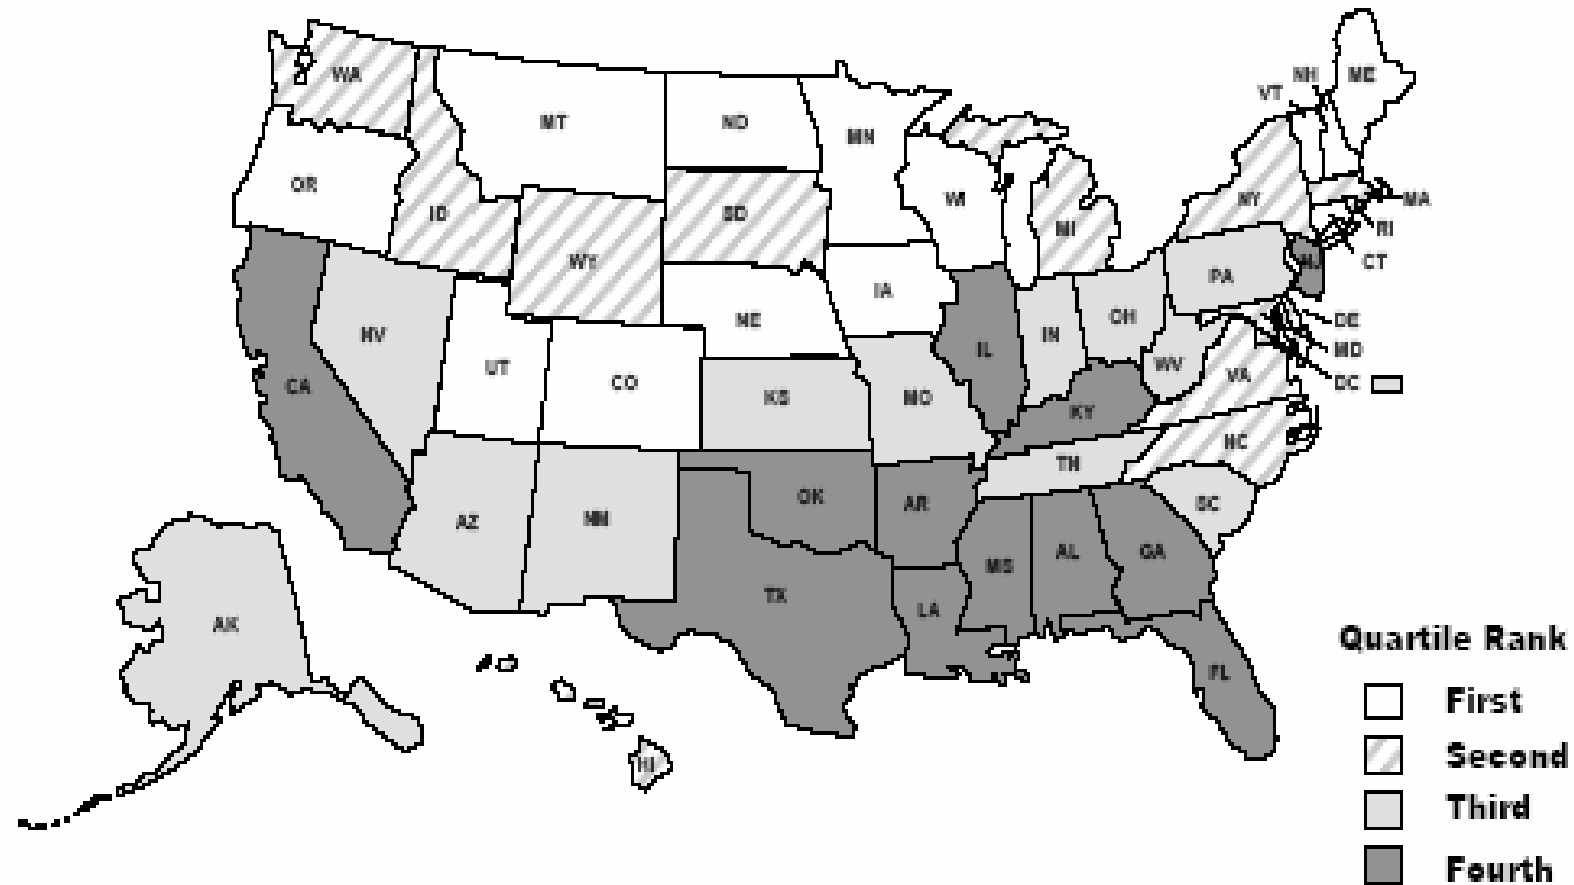 ME
NH
VT
WA
MT
ND
MN
OR
ID
SD
WI
MI
NY
MA
RI
CT
WY
IA
PA
NJ
NV
NE
IL
IN
OH
DE
MD
DC
CA
UT
CO
KS
MO
KY
WV
VA
NC
TN
AZ
NM
OK
AR
SC
MS
AL
GA
TX
LA
AK
FL
HI
Quartile Rank
First
Second
Third
Fourth